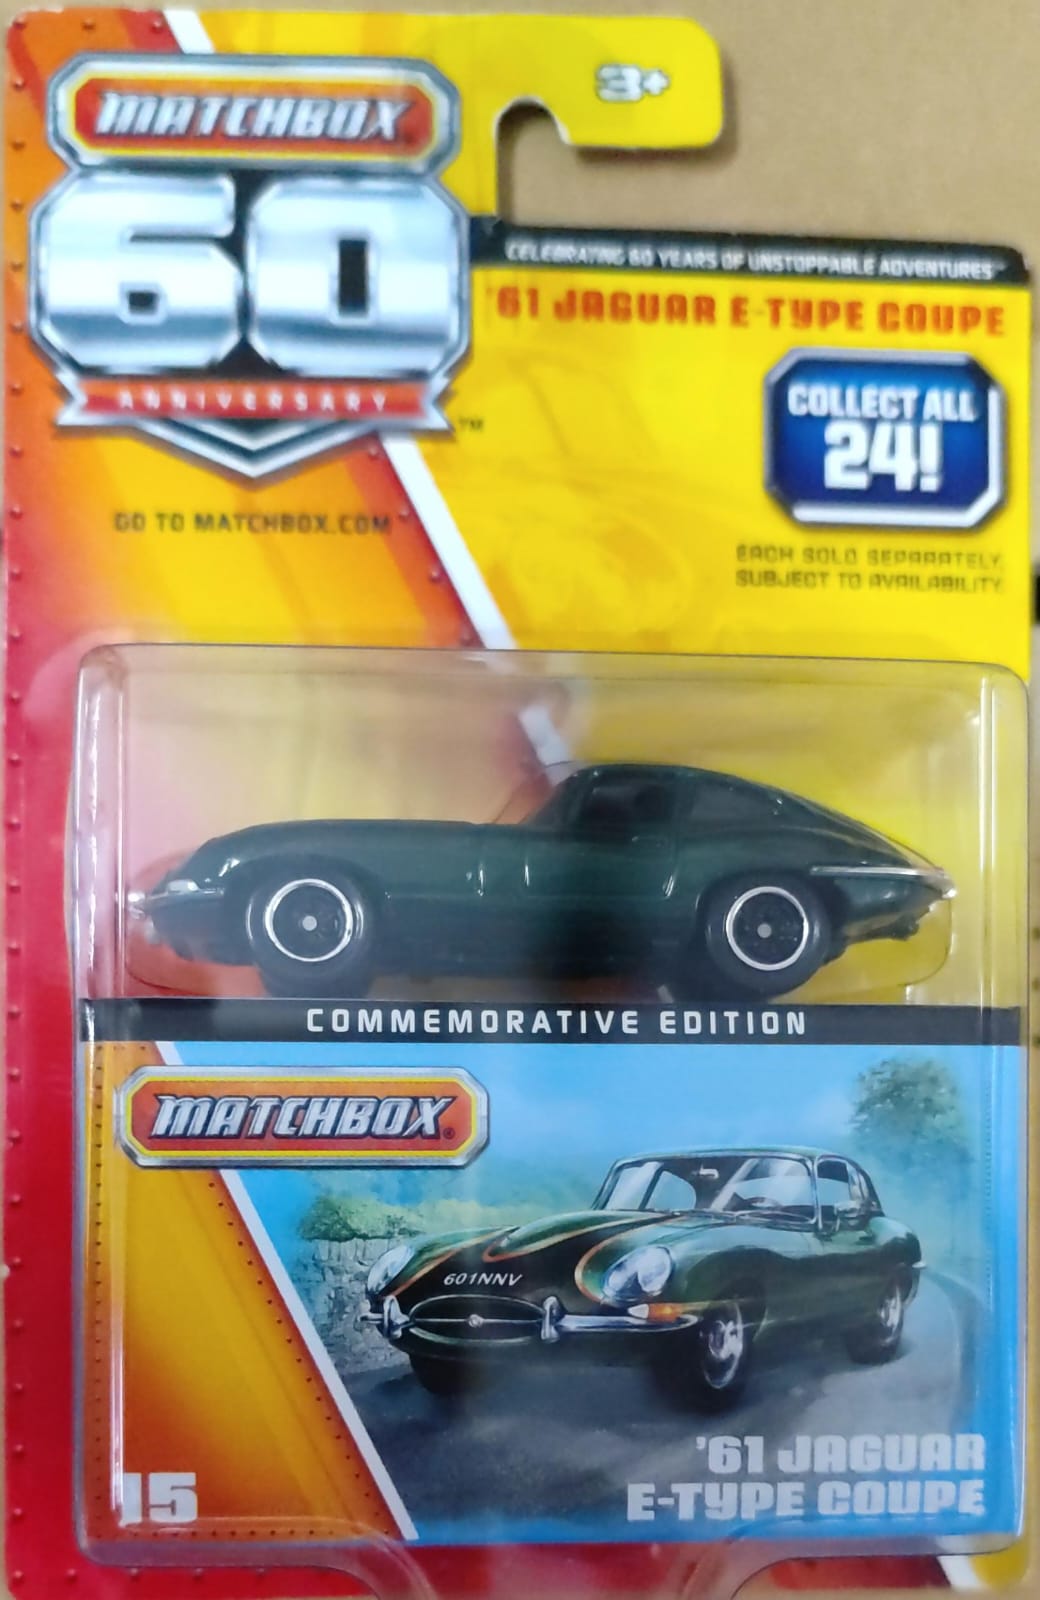 MATCHBOX
3+
60
ANNIVERSARY
TM
CELEBRATING 60 YEARS OF UNSTOPPABLE ADVENTURES™
'61 JAGUAR E-TYPE COUPE
COLLECT ALL
24!
GO TO MATCHBOX.COM™
EACH SOLD SEPARATELY.
SUBJECT TO AVAILABILITY.
COMMEMORATIVE EDITION
MATCHBOX®
601NNV
'61 JAGUAR
E-TYPE COUPE
15